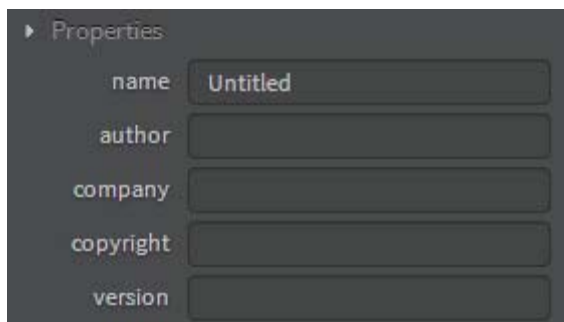 Properties
name Untitled
author
company
copyright
version